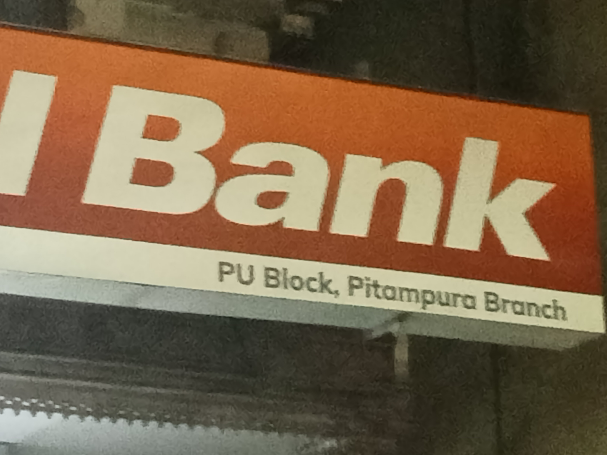 Bank
PU Block, Pitampura Branch